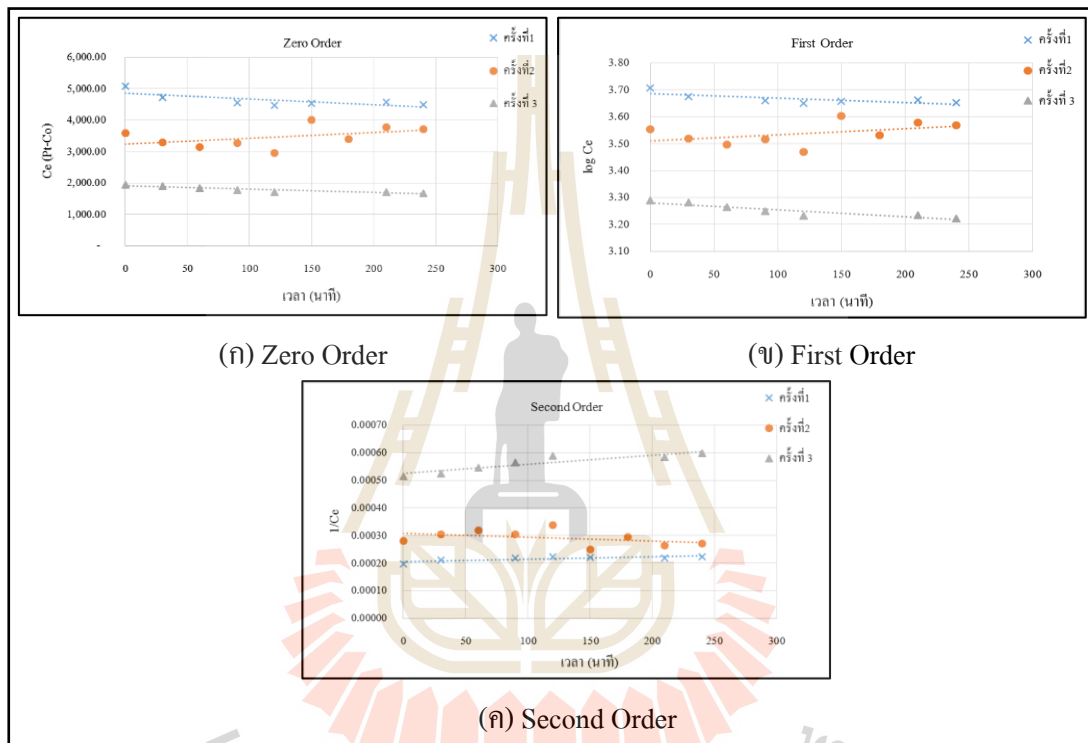 Zero Order
ครั้งที่1
ครั้งที่2
ครั้งที่ 3
Ce (Pt-Co)
6,000.00
5,000.00
4,000.00
3,000.00
2,000.00
1,000.00
-
0 50 100 150 200 250 300
เวลา (นาที)
(ก) Zero Order
First Order
ครั้งที่1
ครั้งที่2
ครั้งที่ 3
log Ce
3.80
3.70
3.60
3.50
3.40
3.30
3.20
3.10
0 50 100 150 200 250 300
เวลา (นาที)
(ข) First Order
Second Order
ครั้งที่1
ครั้งที่2
ครั้งที่ 3
1/Ce
0.00070
0.00060
0.00050
0.00040
0.00030
0.00020
0.00010
0.00000
0 50 100 150 200 250 300
เวลา (นาที)
(ค) Second Order